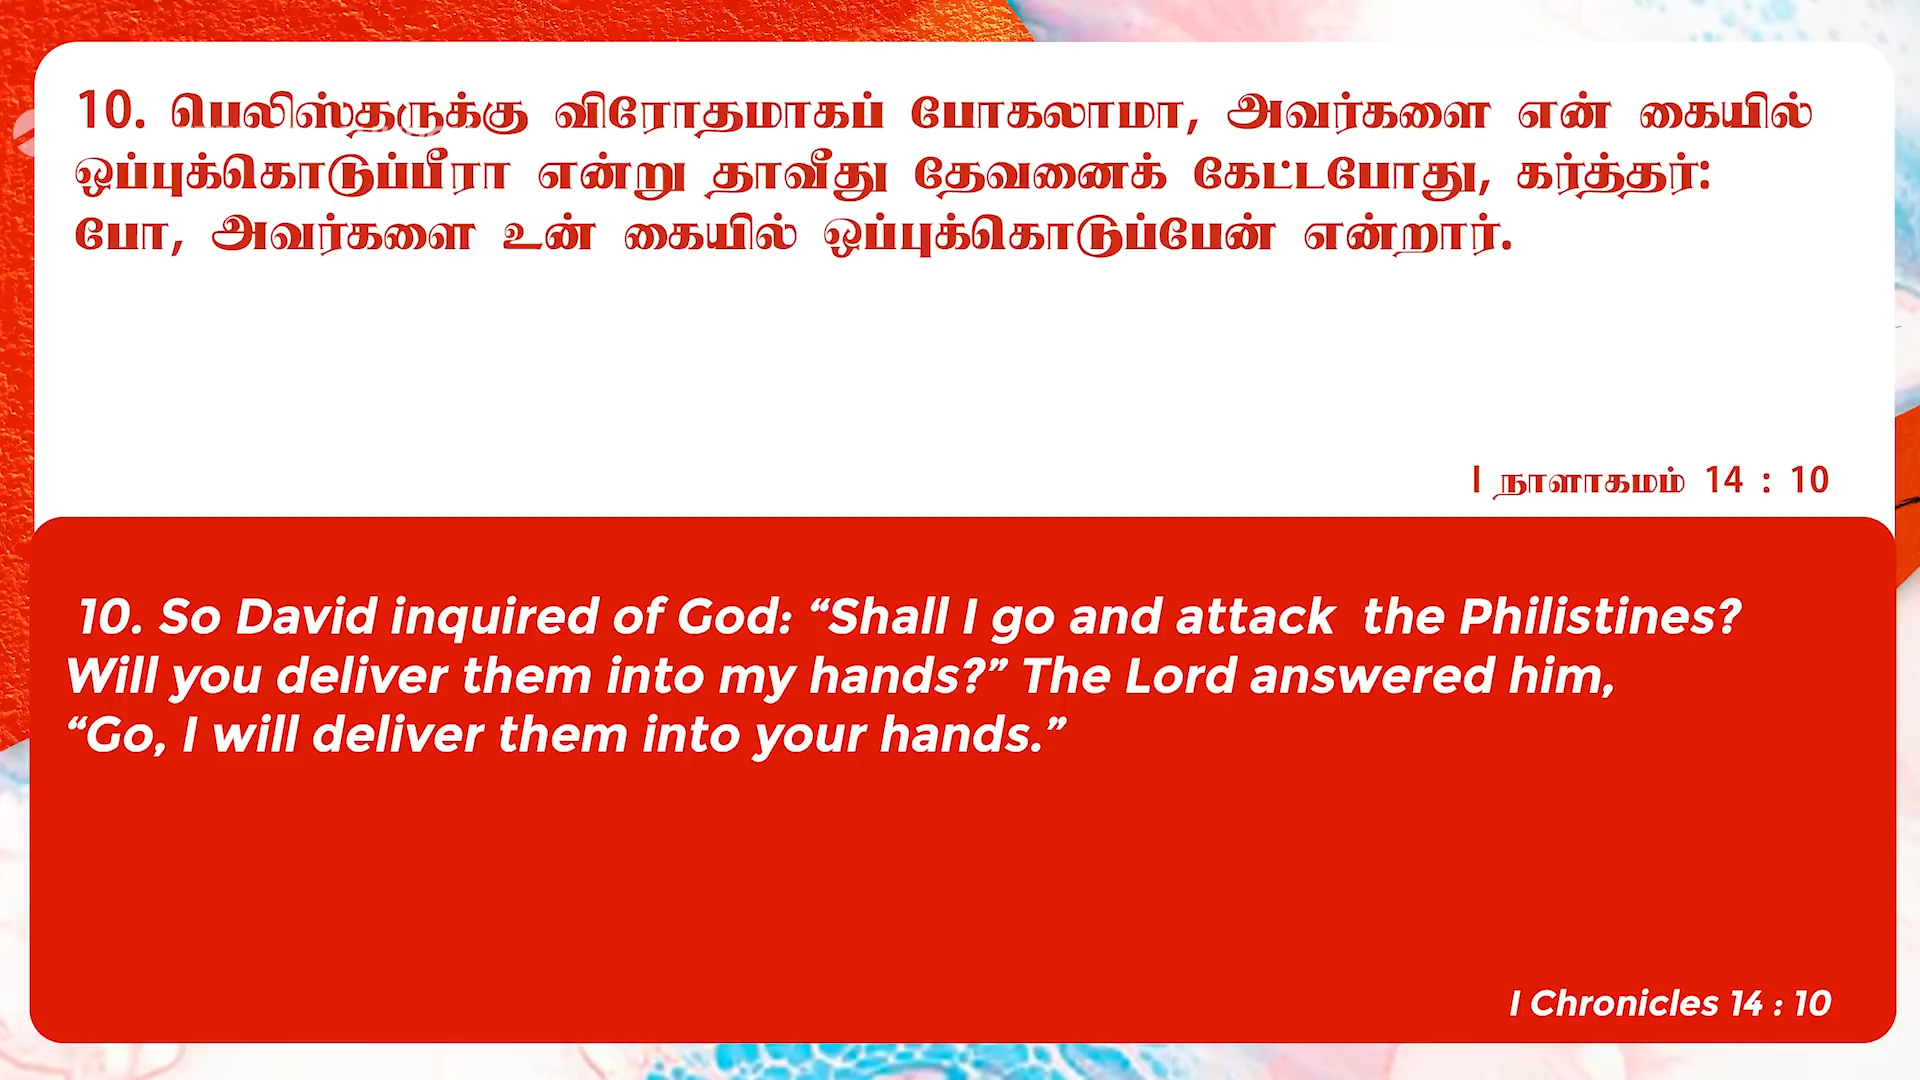 10. பெலிஸ்தருக்கு விரோதமாகப் போகலாமா, அவர்களை என் கையில்
ஒப்புக்கொடுப்பீரா என்று தாவீது தேவனைக் கேட்டபோது, கர்த்தர்:
போ, அவர்களை உன் கையில் ஒப்புக்கொடுப்பேன் என்றார்.
I நாளாகமம் 14 : 10
10. So David inquired of God: “Shall I go and attack the Philistines?
Will you deliver them into my hands?” The Lord answered him,
“Go, I will deliver them into your hands.”
I Chronicles 14 : 10